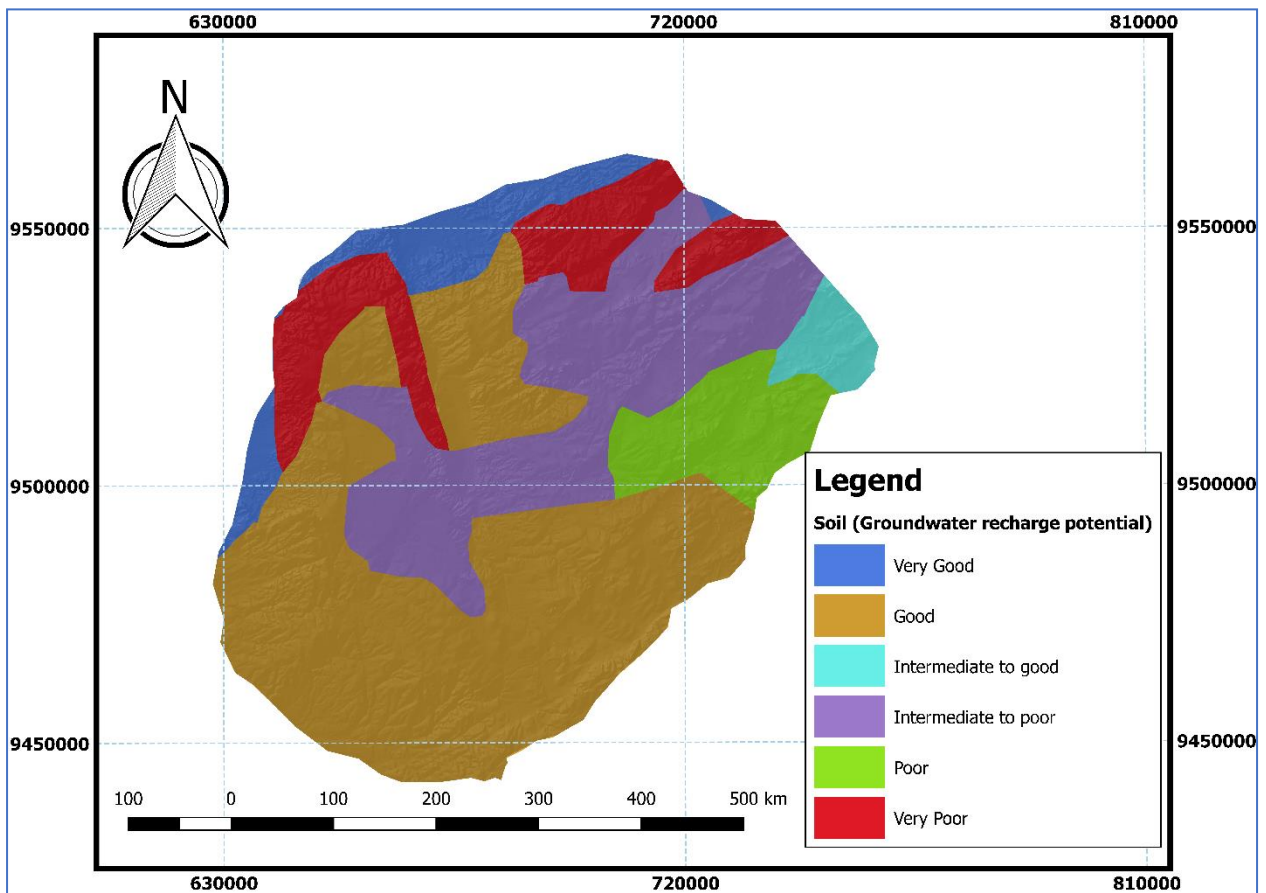 630000 720000 810000
N
9550000 9550000
9500000 9500000
Legend
Soil (Groundwater recharge potential)
Very Good
Good
Intermediate to good
Intermediate to poor
Poor
Very Poor
9450000 9450000
100 0 100 200 300 400 500 km
630000 720000 810000